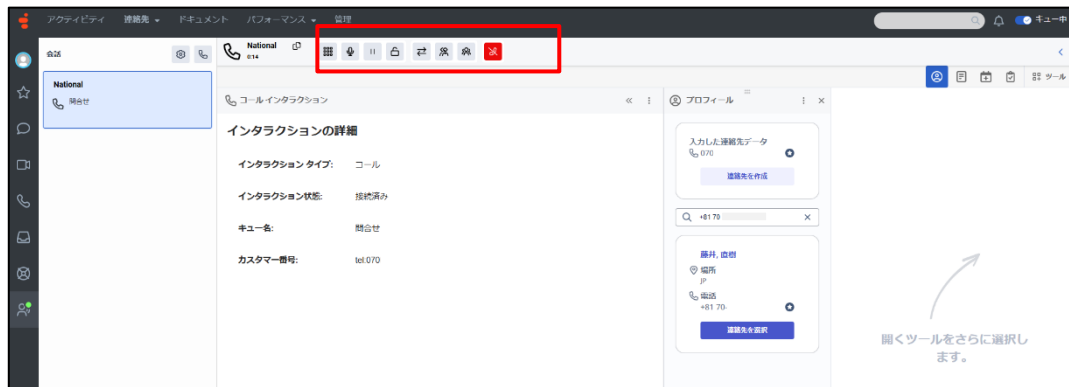 アクティビティ 連絡先 ドキュメント パフォーマンス 管理 キュー中
会話
National
0:14
National
問合せ
ツール
コールインタラクション
プロフィール
インタラクションの詳細
インタラクション タイプ: コール
インタラクション状態: 接続済み
キュー名: 問合せ
カスタマー番号: tel:070
入力した連絡先データ
070
連絡先を作成
+81 70
藤井, 直樹
場所
JP
電話
+81 70-
連絡先を選択
開くツールをさらに選択し
ます。